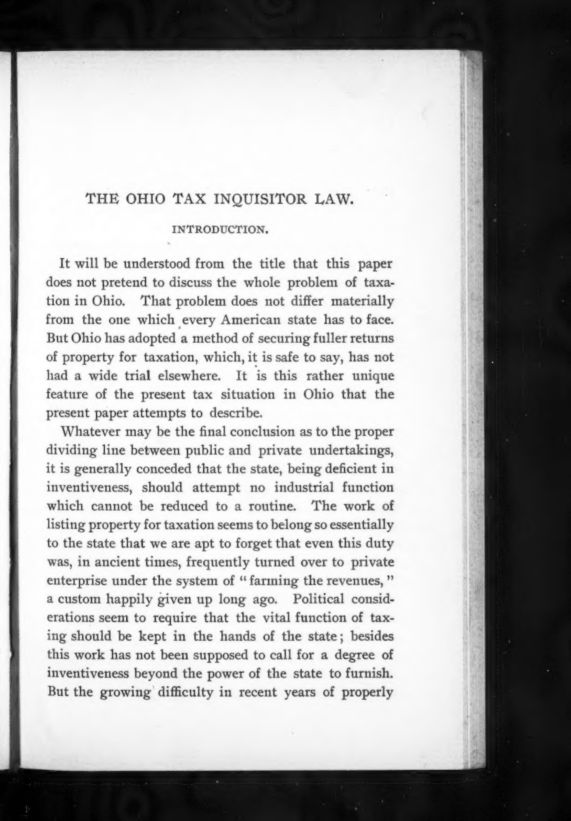 THE OHIO TAX INQUISITOR LAW.
INTRODUCTION.
It will be understood from the title that this paper
does not pretend to discuss the whole problem of taxa-
tion in Ohio. That problem does not differ materially
from the one which every American state has to face.
But Ohio has adopted a method of securing fuller returns
of property for taxation, which, it is safe to say, has not
had a wide trial elsewhere. It is this rather unique
feature of the present tax situation in Ohio that the
present paper attempts to describe.
Whatever may be the final conclusion as to the proper
dividing line between public and private undertakings,
it is generally conceded that the state, being deficient in
inventiveness, should attempt no industrial function
which cannot be reduced to a routine. The work of
listing property for taxation seems to belong so essentially
to the state that we are apt to forget that even this duty
was, in ancient times, frequently turned over to private
enterprise under the system of “farming the revenues,”
a custom happily given up long ago. Political consid-
erations seem to require that the vital function of tax-
ing should be kept in the hands of the state; besides
this work has not been supposed to call for a degree of
inventiveness beyond the power of the state to furnish.
But the growing difficulty in recent years of properly